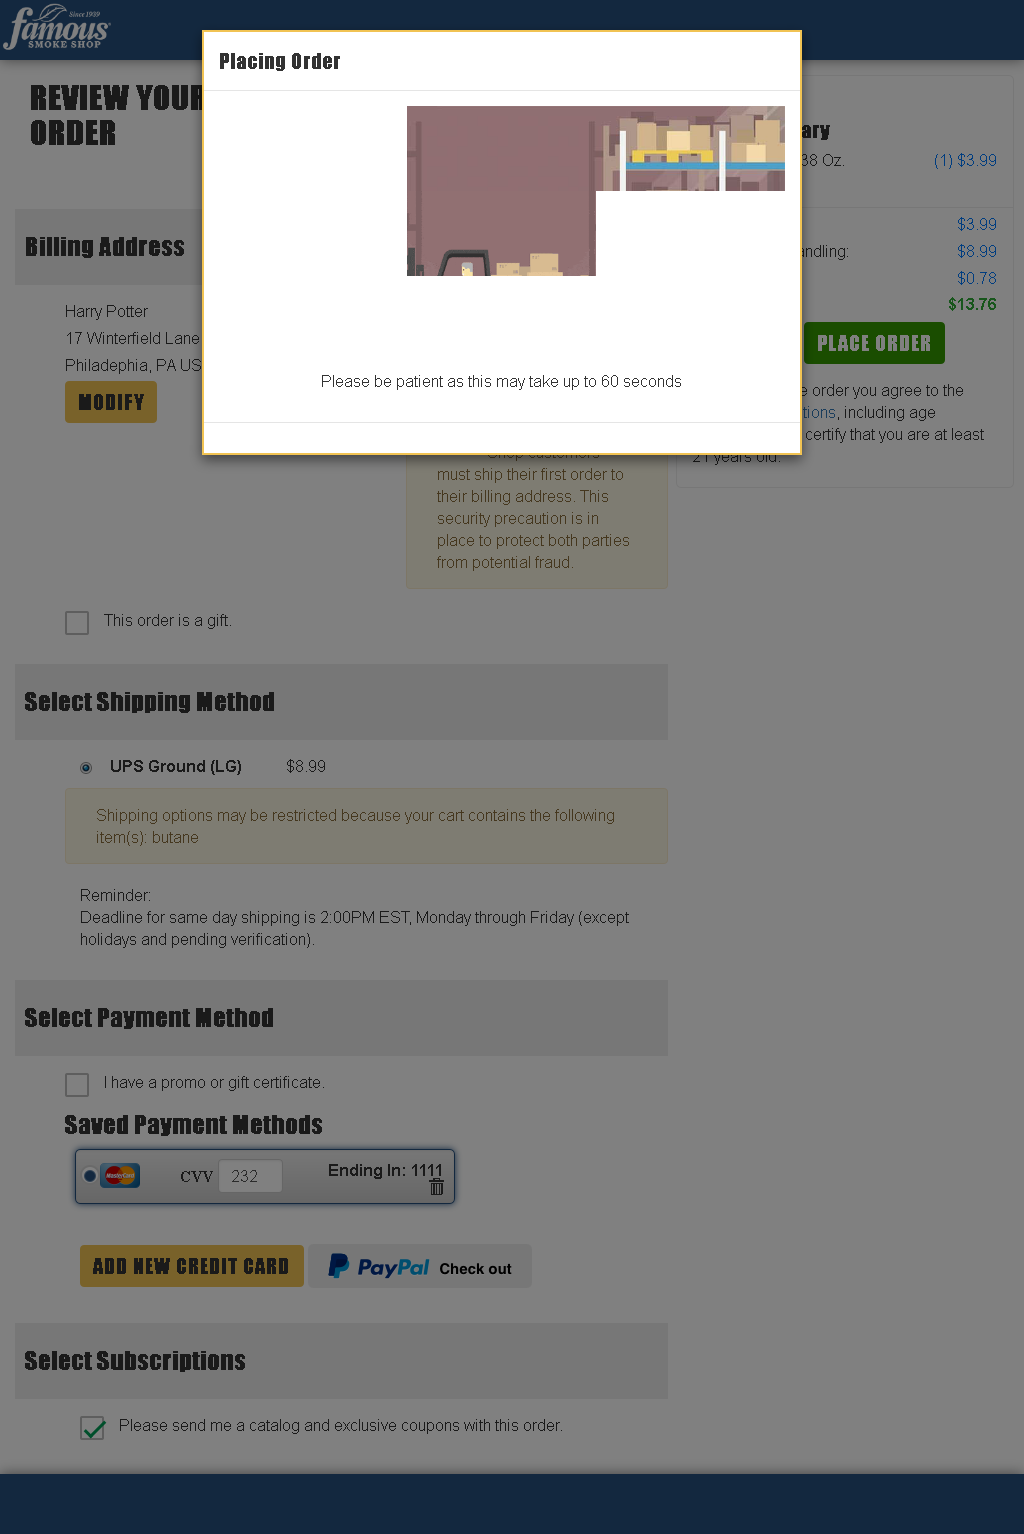 Since 1939
famous
SMOKE SHOP
Placing Order
Please be patient as this may take up to 60 seconds
REVIEW YOUR
ORDER
Billing Address
Harry Potter
17 Winterfield Lane
Philadephia, PA US
MODIFY
Shop customers
must ship their first order to
their billing address. This
security precaution is in
place to protect both parties
from potential fraud.
This order is a gift.
Select Shipping Method
UPS Ground (LG) $8.99
Shipping options may be restricted because your cart contains the following
item(s): butane
Reminder:
Deadline for same day shipping is 2:00PM EST, Monday through Friday (except
holidays and pending verification).
Select Payment Method
I have a promo or gift certificate.
Saved Payment Methods
MasterCard CVV 232 Ending In: 1111
ADD NEW CREDIT CARD PayPal Check out
Select Subscriptions
Please send me a catalog and exclusive coupons with this order.
ary
38 Oz. (1) $3.99
$3.99
andling: $8.99
$0.78
$13.76
PLACE ORDER
e order you agree to the
tions, including age
certify that you are at least
21 years old.